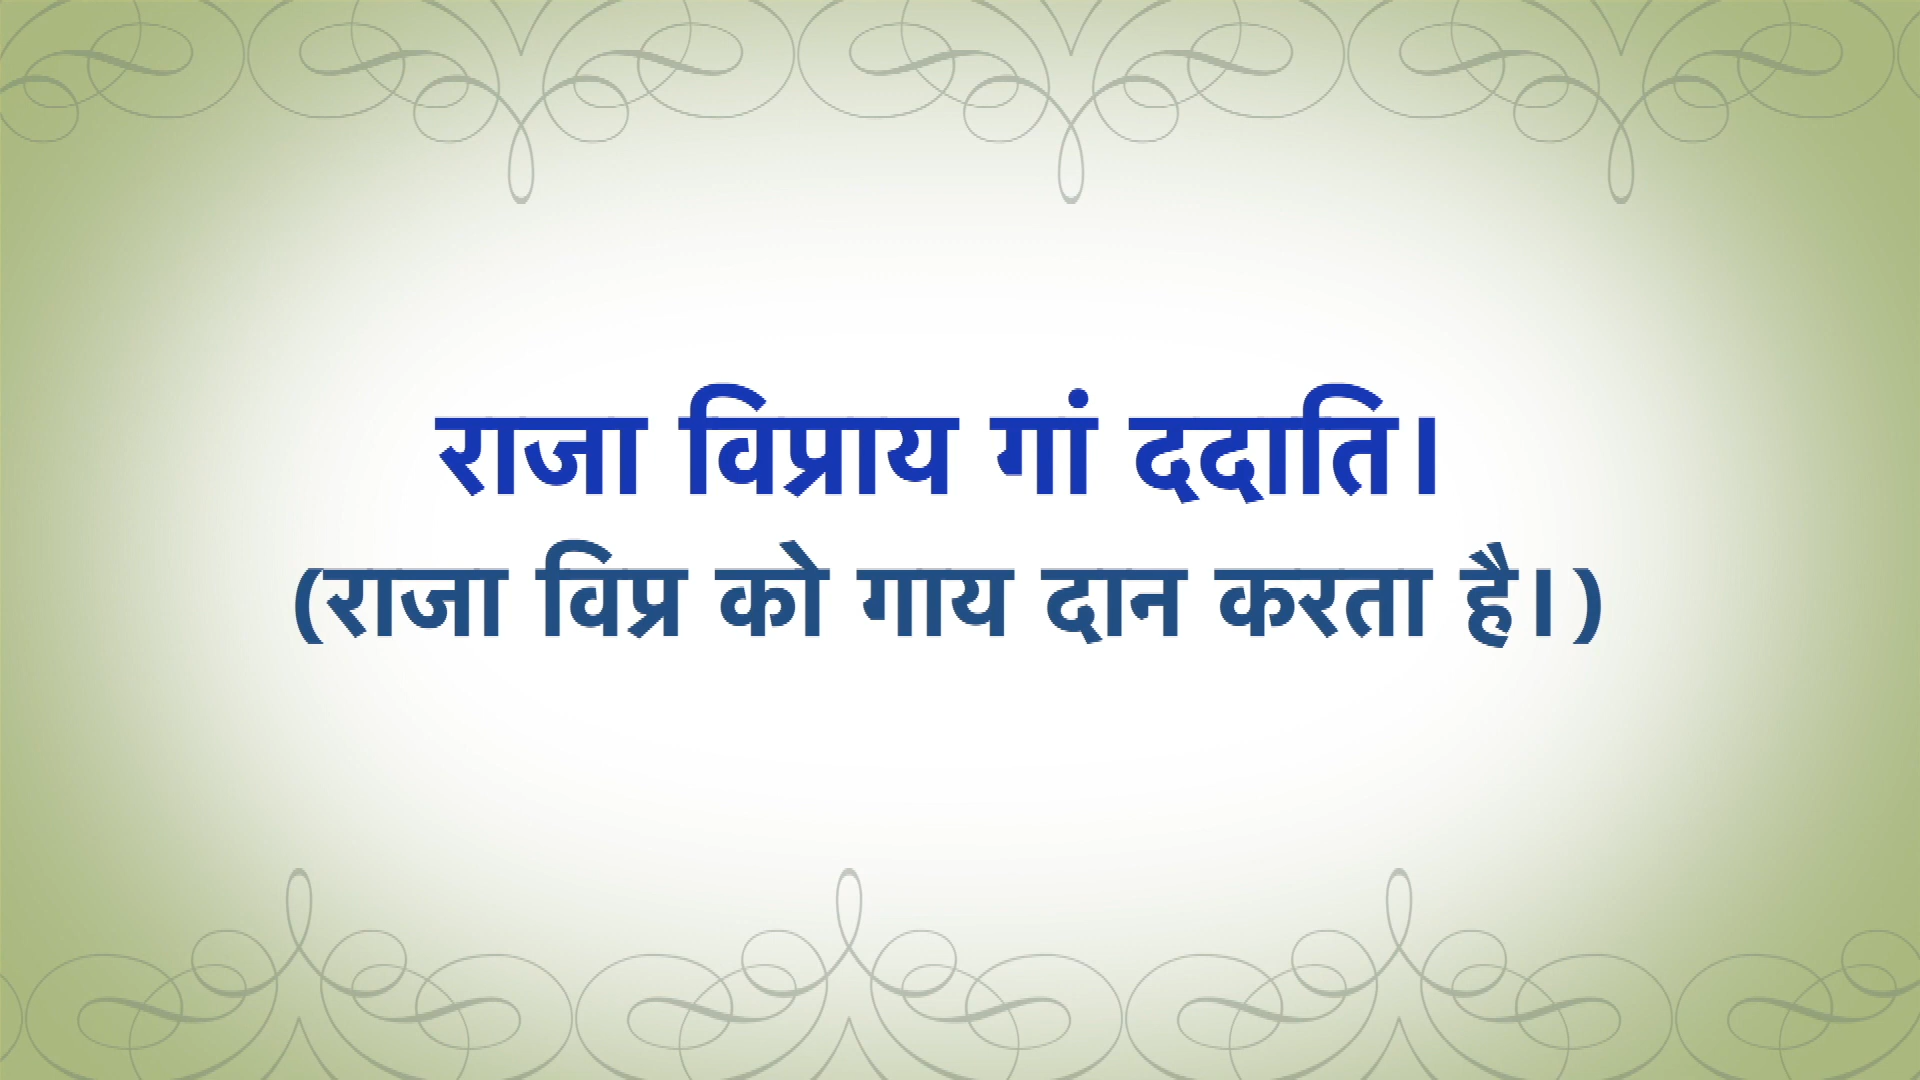 राजा विप्राय गां ददाति।
(राजा विप्र को गाय दान करता है।)